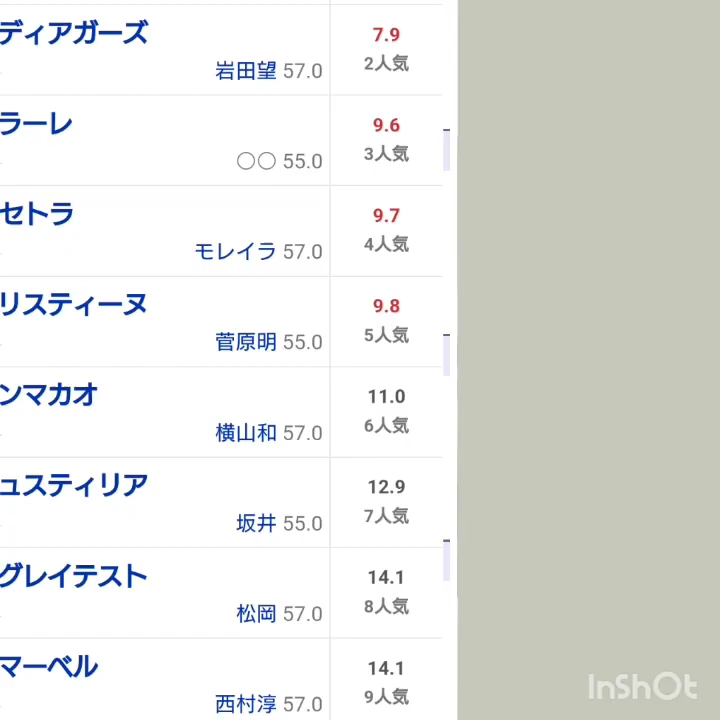 ディアガーズ
7.9
岩田望 57.0
2人気
ラーレ
9.6
○○ 55.0
3人気
セトラ
9.7
モレイラ 57.0
4人気
リスティーヌ
9.8
菅原明 55.0
5人気
ンマカオ
11.0
横山和 57.0
6人気
ュスティリア
12.9
坂井 55.0
7人気
グレイテスト
14.1
松岡 57.0
8人気
マーベル
14.1
西村淳 57.0
9人気
InShOt